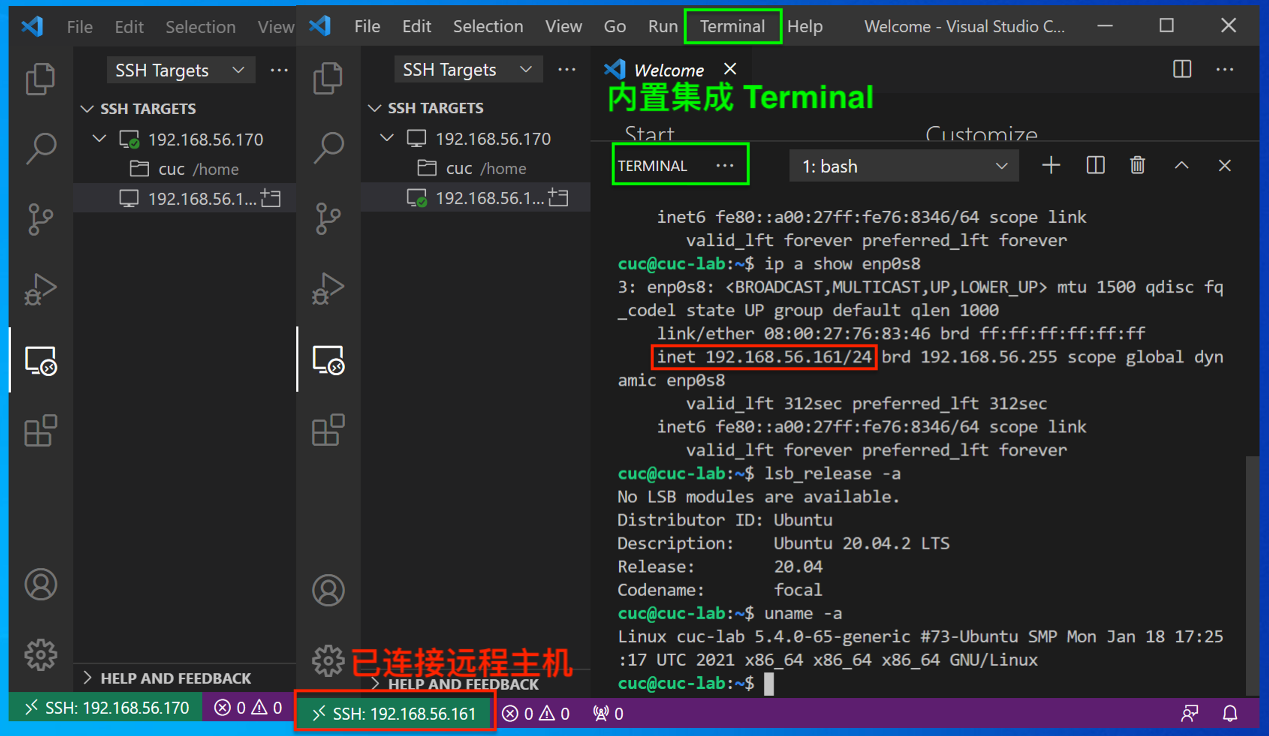 File Edit Selection View
SSH Targets ···
SSH TARGETS
192.168.56.170
cuc /home
192.168.56.1...
HELP AND FEEDBACK
SSH: 192.168.56.170 0 0
File Edit Selection View Go Run Terminal Help Welcome - Visual Studio C...
SSH Targets ···
SSH TARGETS
192.168.56.170
cuc /home
192.168.56.1...
已连接远程主机
HELP AND FEEDBACK
Welcome ···
内置集成 Terminal
Start Customize
TERMINAL ··· 1: bash
inet6 fe80::a00:27ff:fe76:8346/64 scope link
valid_lft forever preferred_lft forever
cuc@cuc-lab:~$ ip a show enp0s8
3: enp0s8: <BROADCAST,MULTICAST,UP,LOWER_UP> mtu 1500 qdisc fq
_codel state UP group default qlen 1000
link/ether 08:00:27:76:83:46 brd ff:ff:ff:ff:ff:ff
inet 192.168.56.161/24 brd 192.168.56.255 scope global dyn
amic enp0s8
valid_lft 312sec preferred_lft 312sec
inet6 fe80::a00:27ff:fe76:8346/64 scope link
valid_lft forever preferred_lft forever
cuc@cuc-lab:~$ lsb_release -a
No LSB modules are available.
Distributor ID: Ubuntu
Description: Ubuntu 20.04.2 LTS
Release: 20.04
Codename: focal
cuc@cuc-lab:~$ uname -a
Linux cuc-lab 5.4.0-65-generic #73-Ubuntu SMP Mon Jan 18 17:25
:17 UTC 2021 x86_64 x86_64 x86_64 GNU/Linux
cuc@cuc-lab:~$
SSH: 192.168.56.161 0 0 0